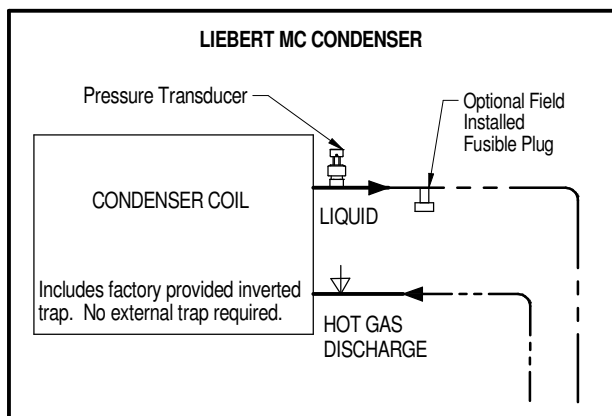 LIEBERT MC CONDENSER
Pressure Transducer
Optional Field
Installed
Fusible Plug
CONDENSER COIL
LIQUID
Includes factory provided inverted
trap. No external trap required.
HOT GAS
DISCHARGE